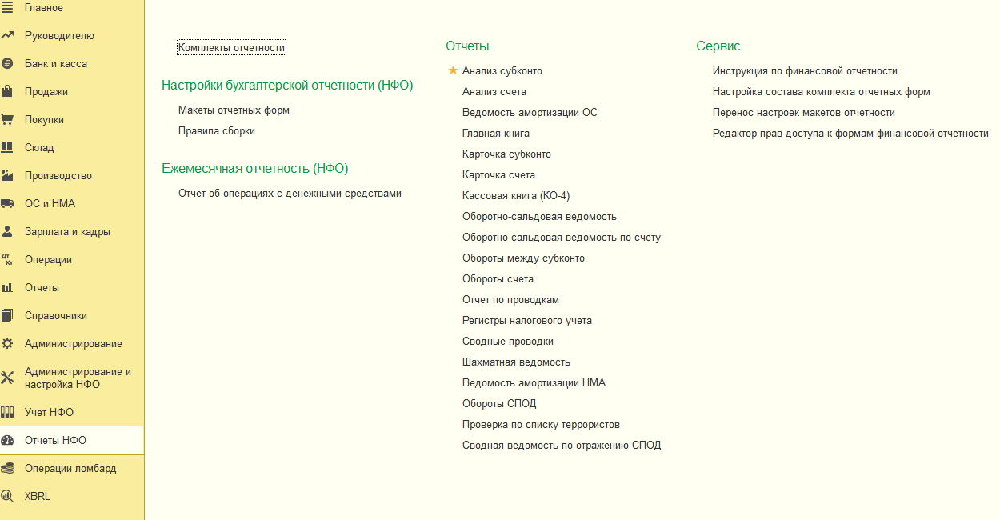 Главное
Руководителю
Банк и касса
Продажи
Покупки
Склад
Производство
ОС и НМА
Зарплата и кадры
Дт
Кт
Операции
Отчеты
Справочники
Администрирование
Администрирование и
настройка НФО
Учет НФО
Отчеты НФО
Операции ломбард
XBRL
Комплекты отчетности
Настройки бухгалтерской отчетности (НФО)
Макеты отчетных форм
Правила сборки
Ежемесячная отчетность (НФО)
Отчет об операциях с денежными средствами
Отчеты
Анализ субконто
Анализ счета
Ведомость амортизации ОС
Главная книга
Карточка субконто
Карточка счета
Кассовая книга (КО-4)
Оборотно-сальдовая ведомость
Оборотно-сальдовая ведомость по счету
Обороты между субконто
Обороты счета
Отчет по проводкам
Регистры налогового учета
Сводные проводки
Шахматная ведомость
Ведомость амортизации НМА
Обороты СПОД
Проверка по списку террористов
Сводная ведомость по отражению СПОД
Сервис
Инструкция по финансовой отчетности
Настройка состава комплекта отчетных форм
Перенос настроек макетов отчетности
Редактор прав доступа к формам финансовой отчетности